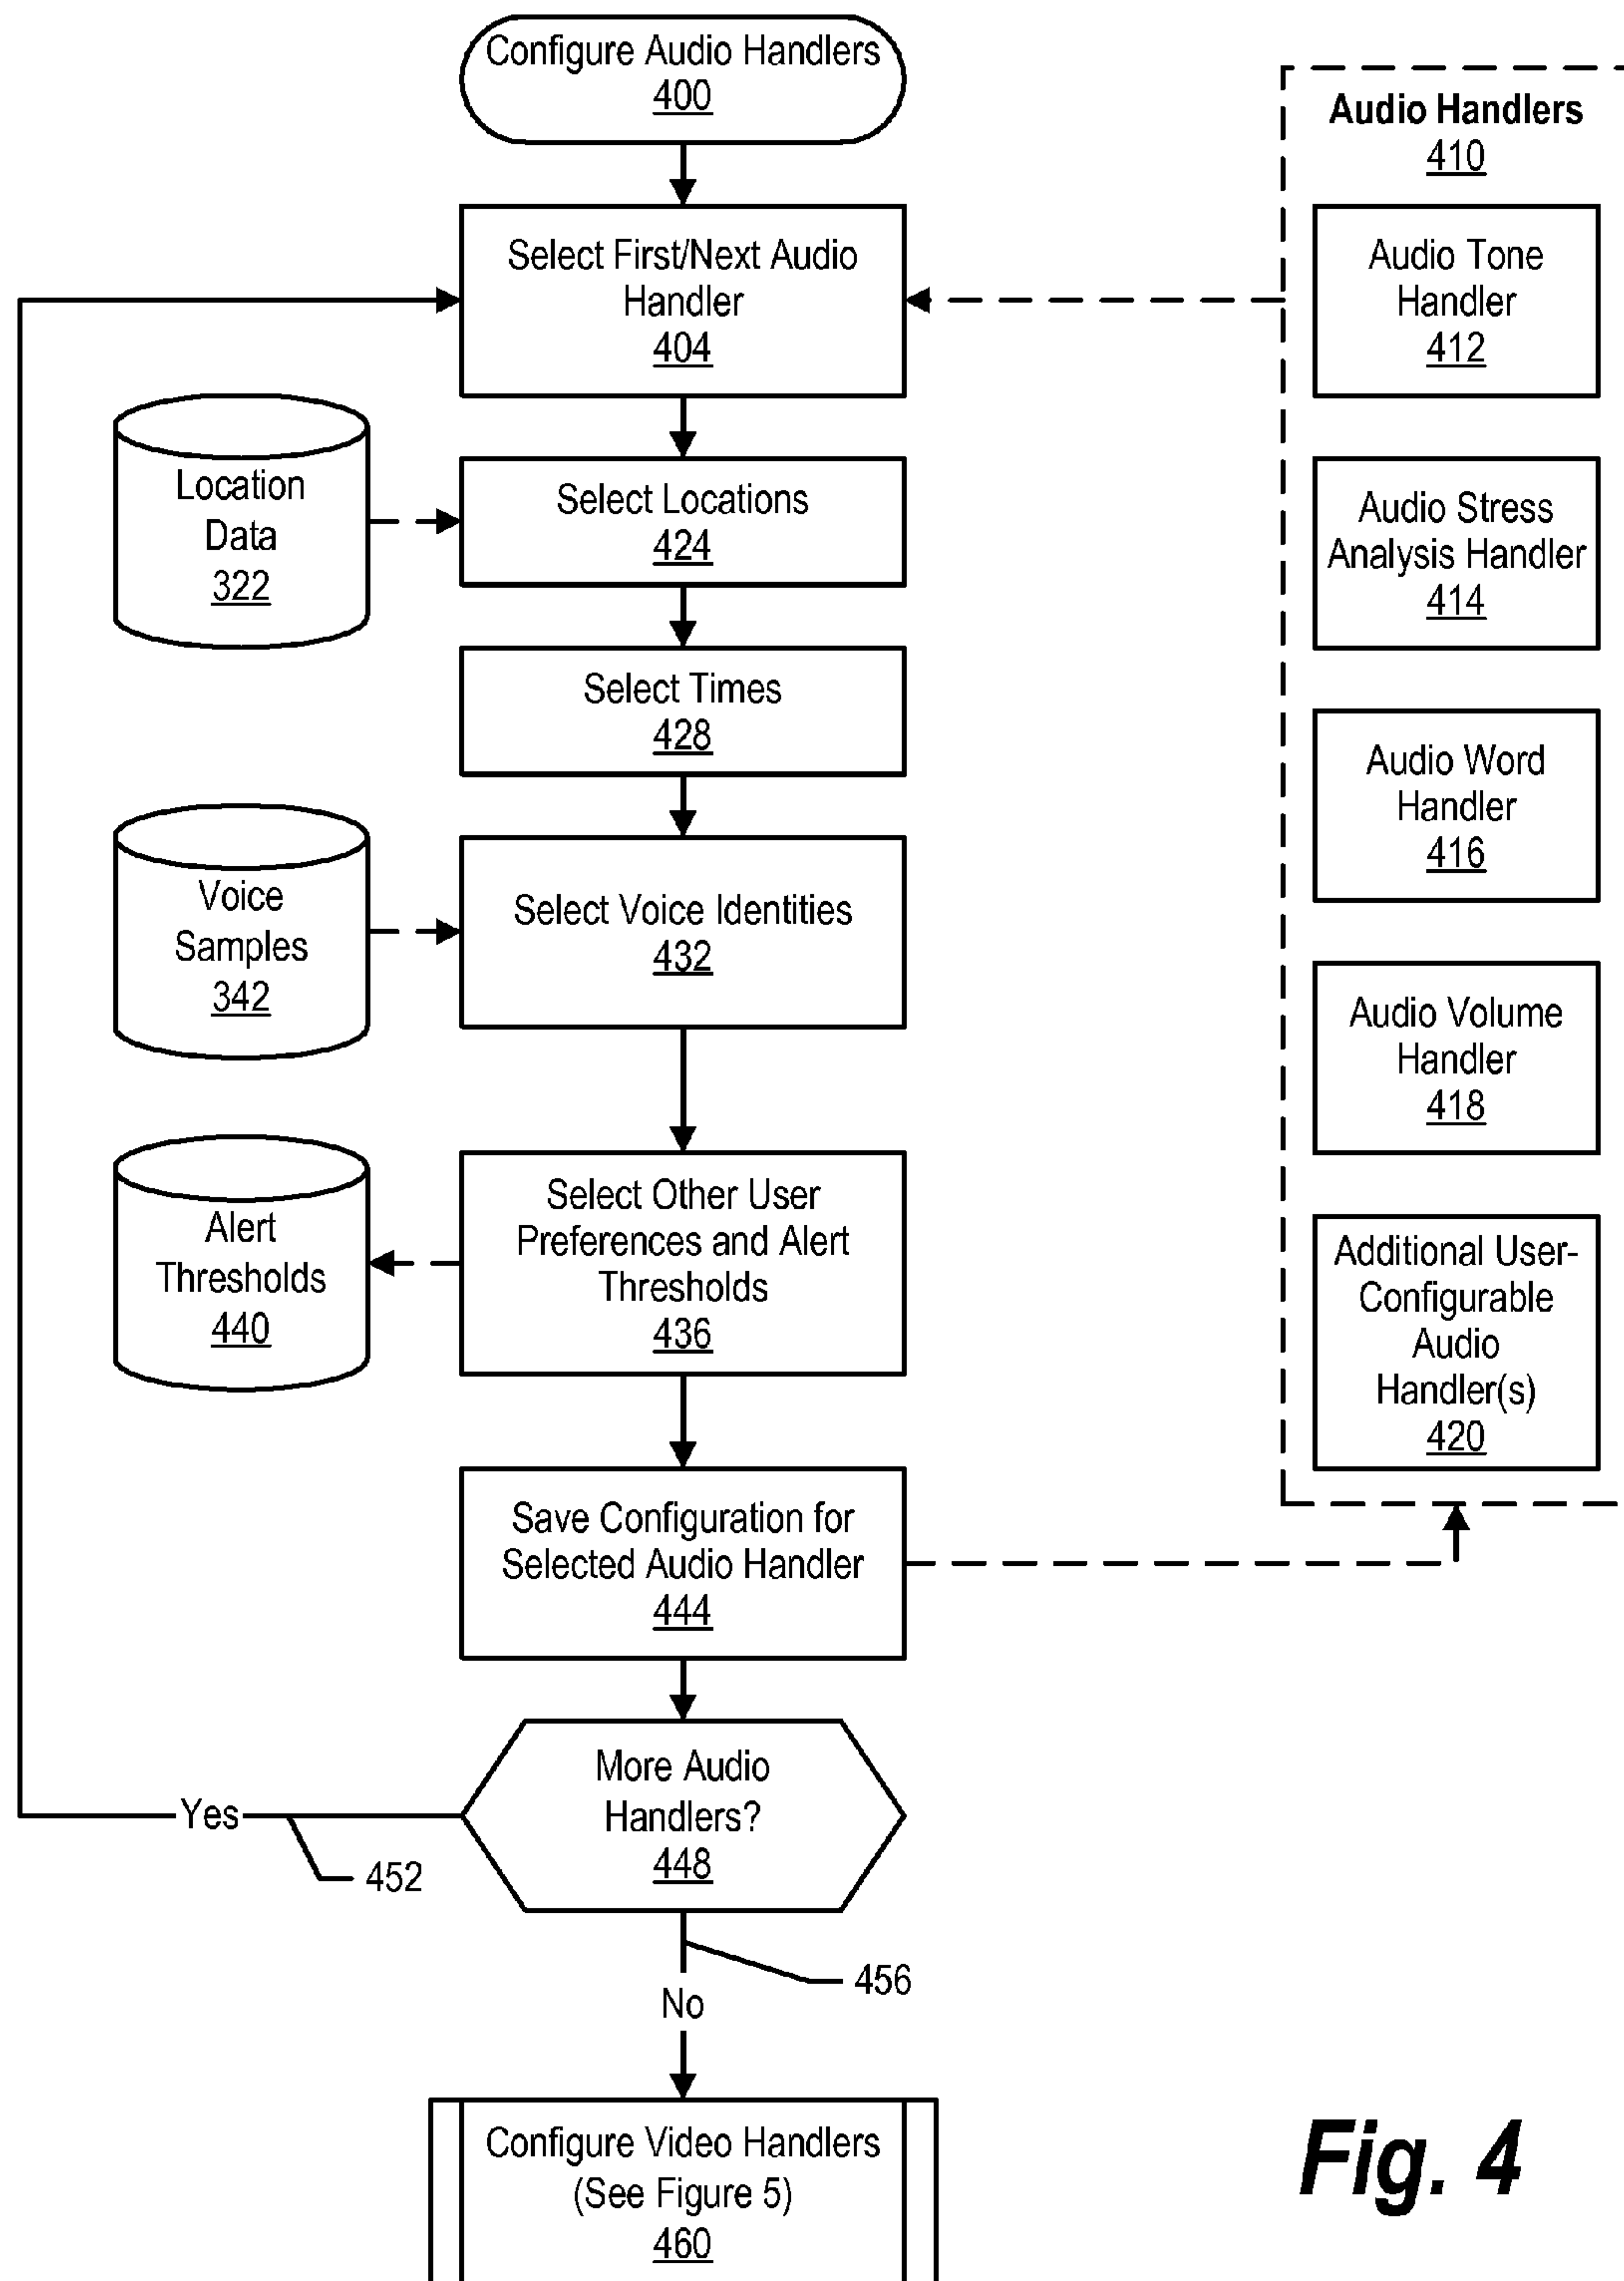 Configure Audio Handlers
400
Select First/Next Audio
Handler
404
Location
Data
322
Select Locations
424
Select Times
428
Voice
Samples
342
Select Voice Identities
432
Alert
Thresholds
440
Select Other User
Preferences and Alert
Thresholds
436
Save Configuration for
Selected Audio Handler
444
More Audio
Handlers?
448
Yes
452
456
No
Configure Video Handlers
(See Figure 5)
460
Audio Handlers
410
Audio Tone
Handler
412
Audio Stress
Analysis Handler
414
Audio Word
Handler
416
Audio Volume
Handler
418
Additional User-
Configurable
Audio
Handler(s)
420
Fig. 4